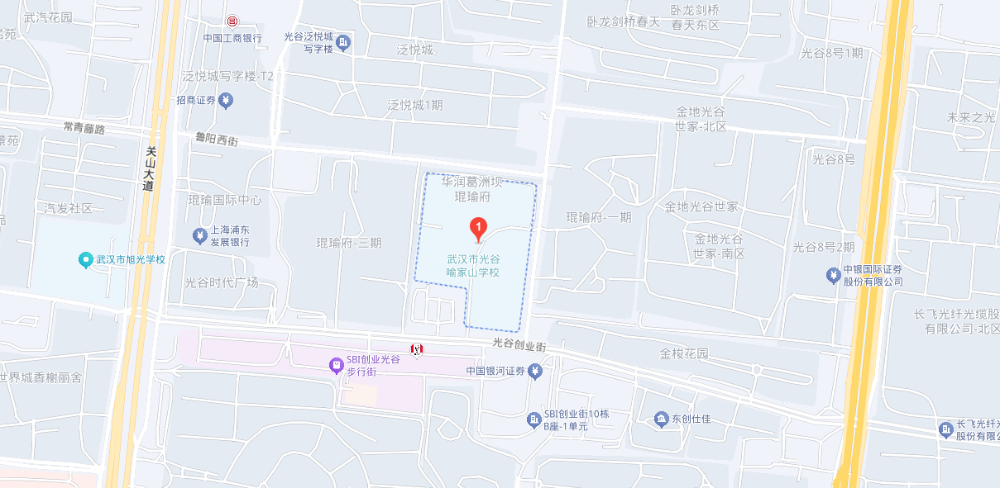 武汽花园
名苑
中国工商银行
光谷泛悦城
写字楼
泛悦城
卧龙剑桥春天
卧龙剑桥
春天东区
光谷8号1期
泛悦城写字楼-T2
招商证券
泛悦城1期
金地光谷
世家-北区
未来之光
常青藤路
鲁阳西街
景苑
关山大道
光谷8号
华润葛洲坝
琨瑜府
琨瑜国际中心
汽发社区
琨瑜府-一期
金地光谷世家
品
1
上海浦东
发展银行
琨瑜府-三期
金地光谷
世家-南区
光谷8号2期
武汉市旭光学校
武汉市光谷
喻家山学校
中银国际证券
股份有限公司
光谷时代广场
长飞光纤光缆股
有限公司-北区
光谷创业街
金梭花园
SBI创业光谷
步行街
中国银河证券
世界城香榭丽舍
SBI创业街10栋
B座-1单元
东创仕佳
长飞光纤光
股份有限公